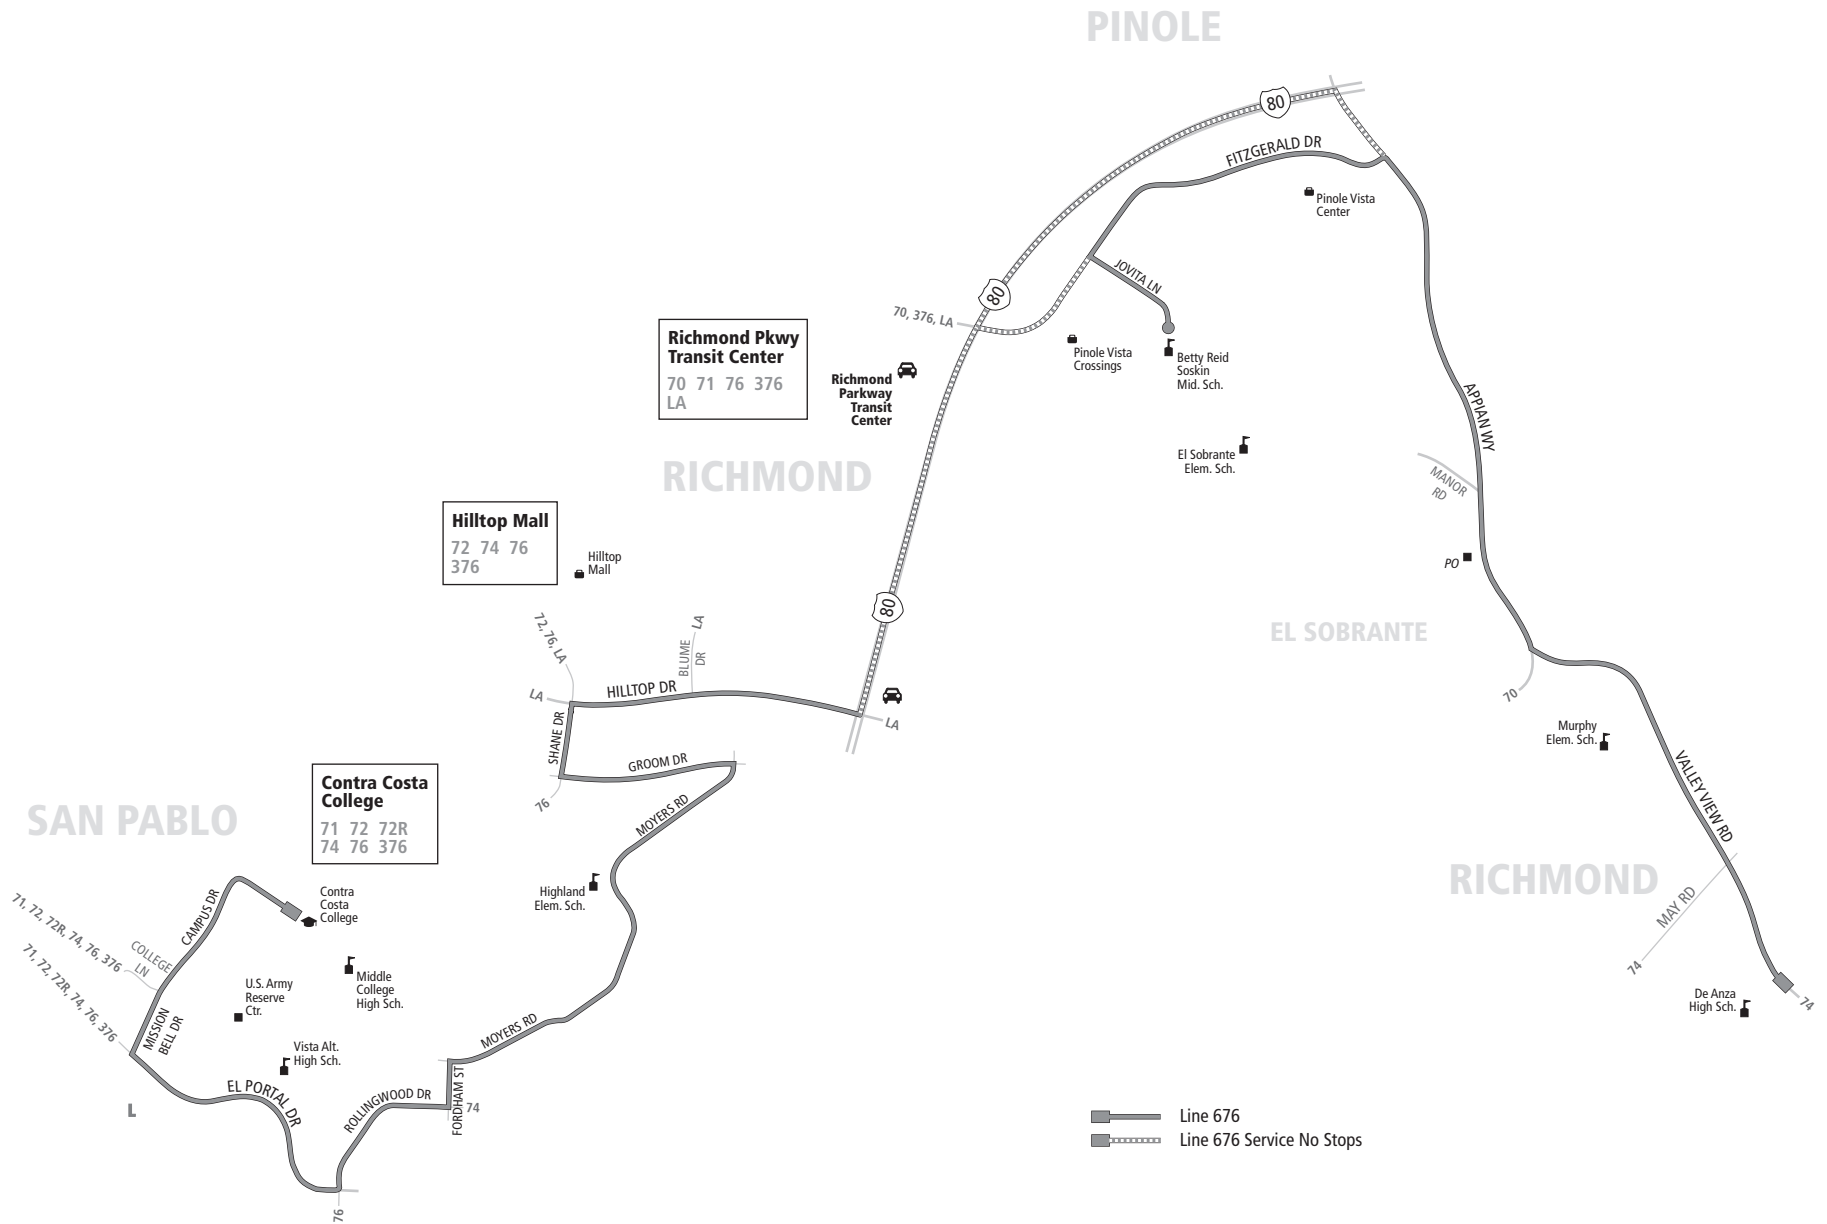 PINOLE
80
FITZGERALD DR
Pinole Vista
Center
JOVITA LN
80
70, 376, LA
Richmond Pkwy
Transit Center
70 71 76 376
LA
Richmond
Parkway
Transit
Center
Pinole Vista
Crossings
Betty Reid
Soskin
Mid. Sch.
APPIAN WY
El Sobrante
Elem. Sch.
RICHMOND
MANOR
RD
Hilltop Mall
72 74 76
376
Hilltop
Mall
PO
80
EL SOBRANTE
72, 76, LA
LA
BLUME
DR
LA
HILLTOP DR
LA
70
SHANE DR
GROOM DR
76
Murphy
Elem. Sch.
VALLEY VIEW RD
Contra Costa
College
71 72 72R
74 76 376
SAN PABLO
MOYERS RD
RICHMOND
MAY RD
74
Highland
Elem. Sch.
Contra
Costa
College
CAMPUS DR
71, 72, 72R, 74, 76, 376
COLLEGE
LN
71, 72, 72R, 74, 76, 376
U.S. Army
Reserve
Ctr.
Middle
College
High Sch.
De Anza
High Sch.
74
MISSION
BELL DR
MOYERS RD
Vista Alt.
High Sch.
EL PORTAL DR
ROLLINGWOOD DR
FORDHAM ST
74
L
76
Line 676
Line 676 Service No Stops